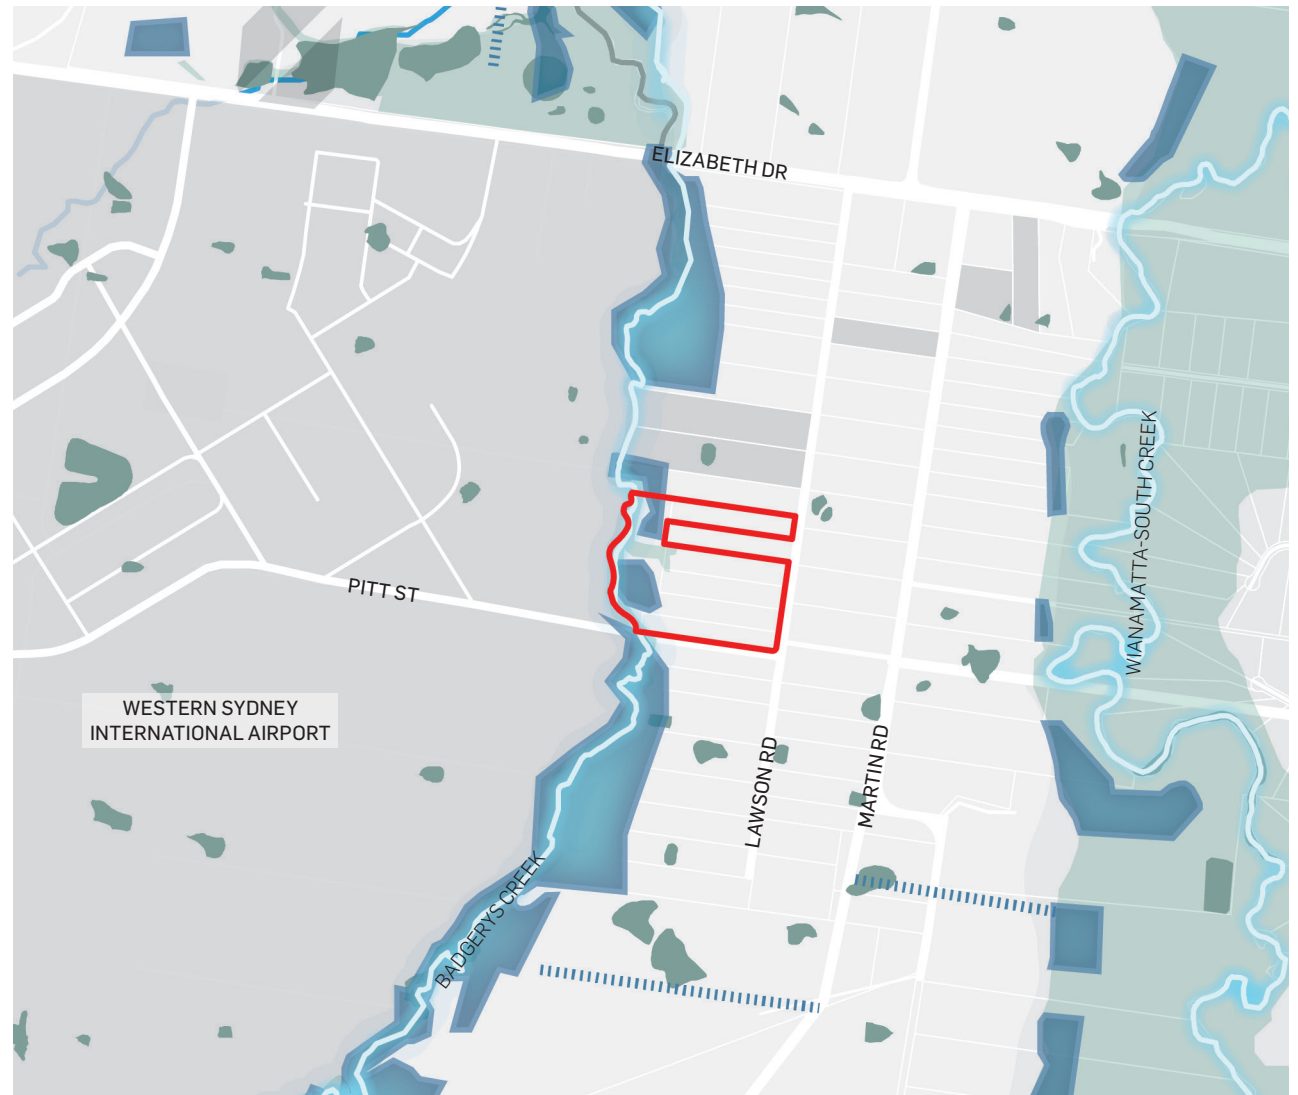 ELIZABETH DR
WIANAMATTA-SOUTH CREEK
PITT ST
WESTERN SYDNEY
INTERNATIONAL AIRPORT
LAWSON RD
MARTIN RD
BADGERYS CREEK